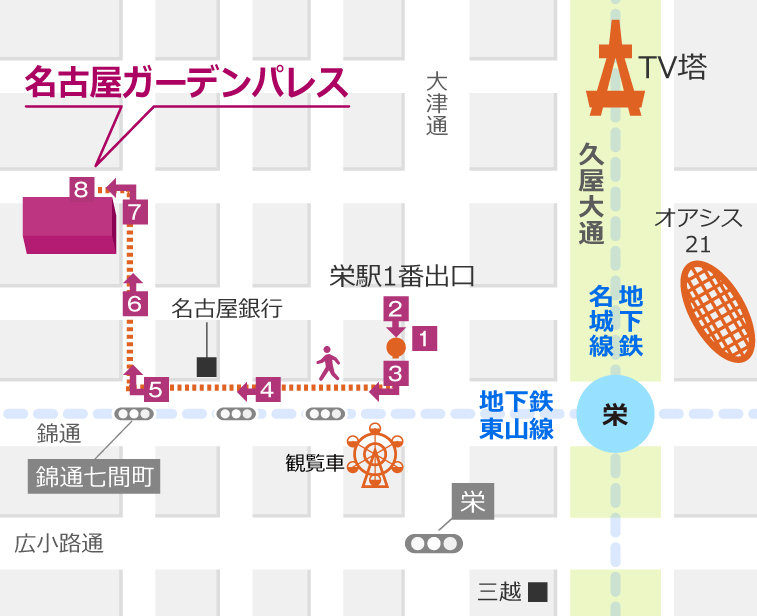 TV塔
名古屋ガーデンパレス
大津通
久屋大通
8
7
オアシス
21
栄駅1番出口
地下鉄
名城線
6
名古屋銀行
2
1
3
5
4
地下鉄
東山線
栄
錦通
観覧車
錦通七間町
栄
広小路通
三越